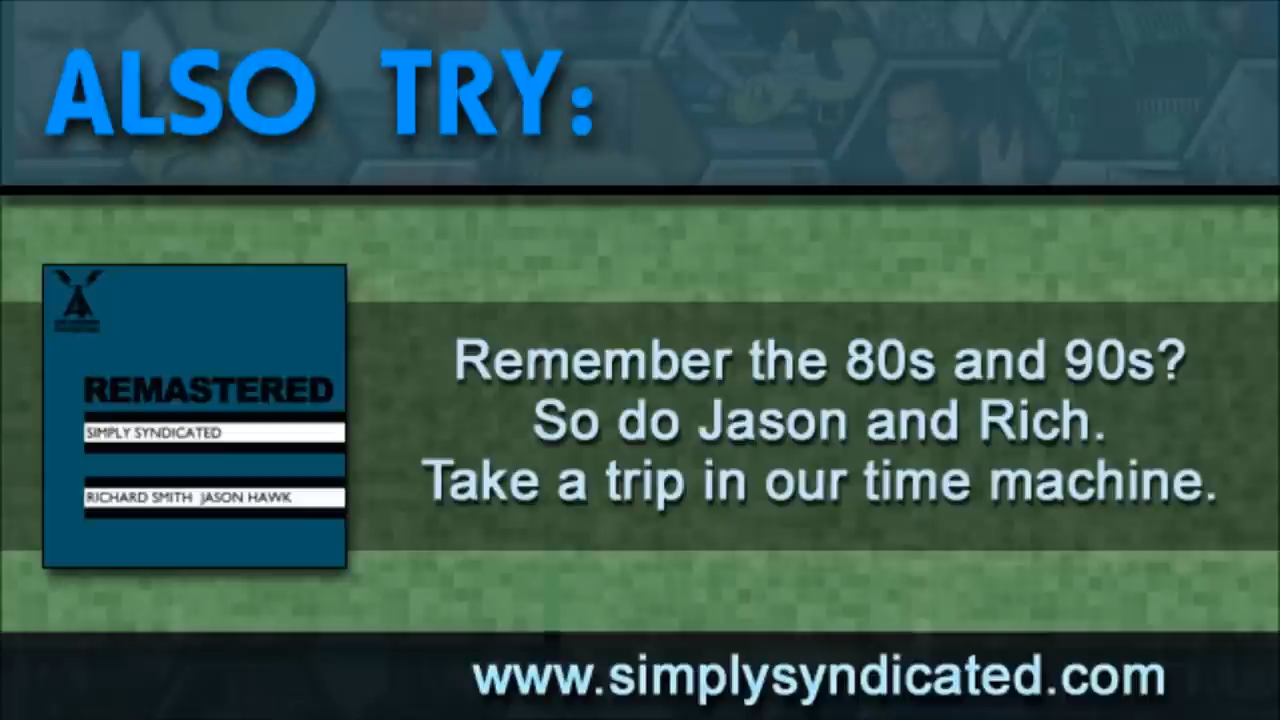 ALSO TRY:
REMASTERED
SIMPLY SYNDICATED
RICHARD SMITH JASON HAWK
Remember the 80s and 90s?
So do Jason and Rich.
Take a trip in our time machine.
www.simplysyndicated.com